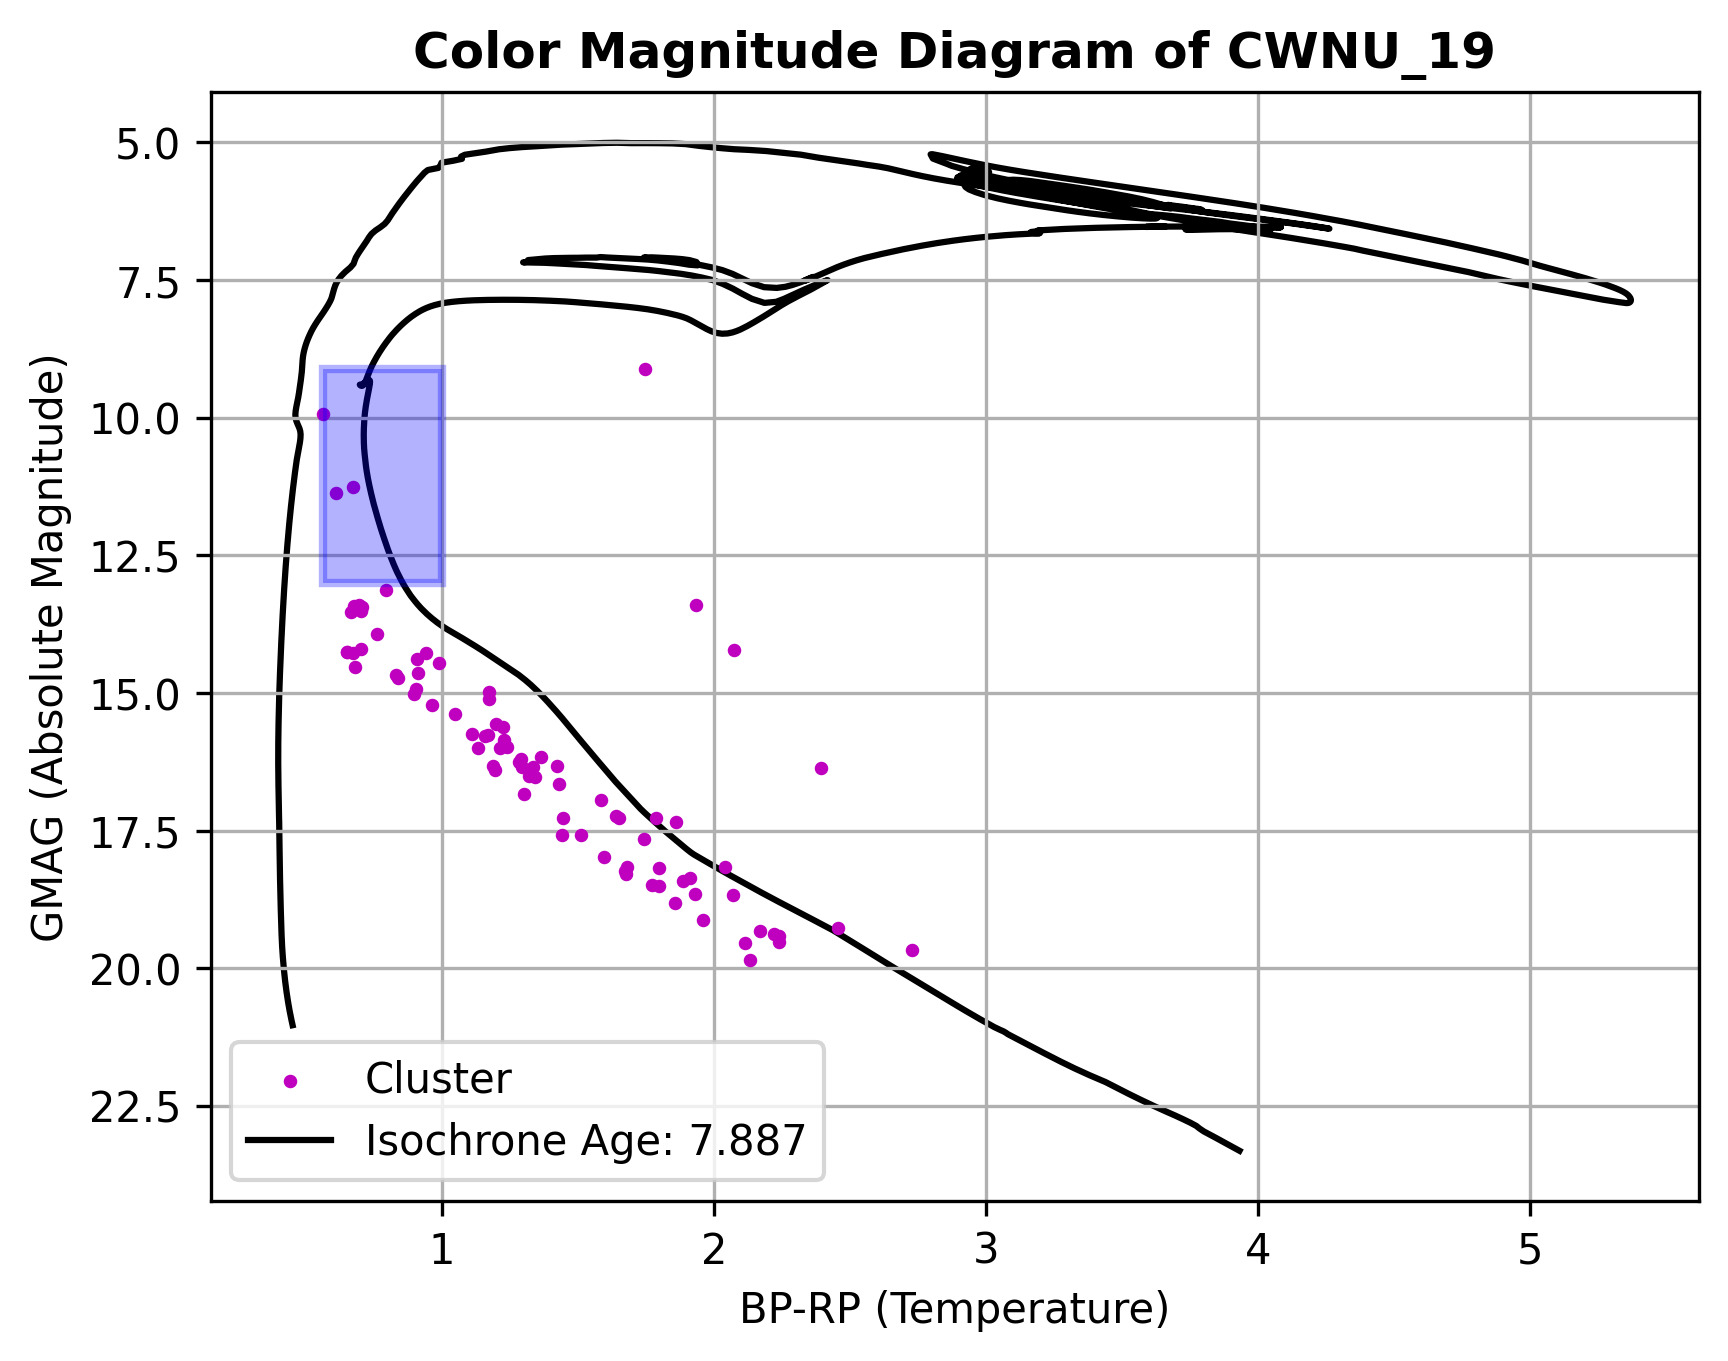 Color Magnitude Diagram of CWNU_19
GMAG (Absolute Magnitude)
5.0
7.5
10.0
12.5
15.0
17.5
20.0
22.5
Cluster
Isochrone Age: 7.887
1 2 3 4 5
BP-RP (Temperature)